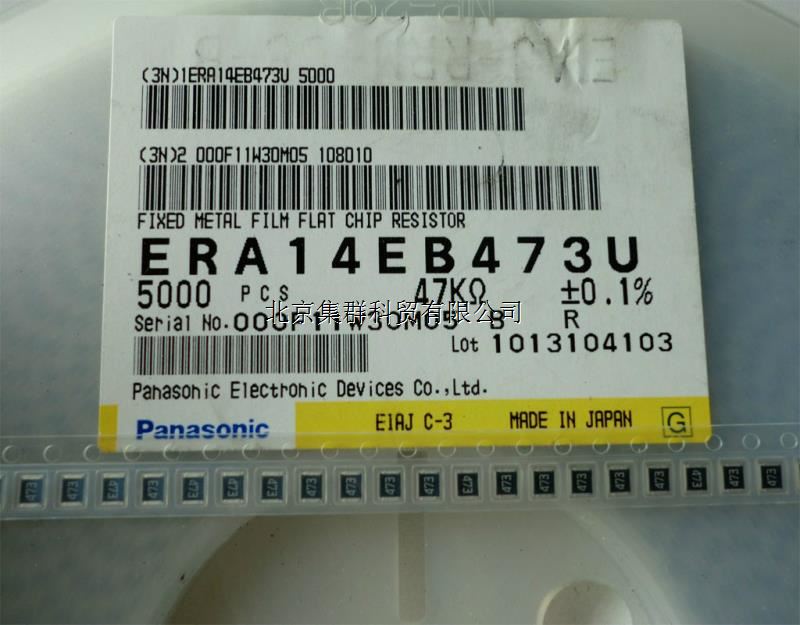 (3N)1ERA14EB473U 5000
(3N)2 000F11W30M05 108010
FIXED METAL FILM FLAT CHIP RESISTOR
ERA14EB473U
5000 PCS 47KΩ ±0.1%
北京集群科贸有限公司
Serial No.000F11W30M05 B R
Lot 1013104103
Panasonic Electronic Devices Co.,Ltd.
Panasonic EIAJ C-3 MADE IN JAPAN G
473 473 473 473 473 473 473 473 473 473 473 473 473 473 473 473 473 473 473 473